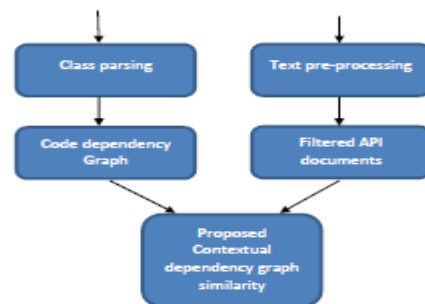 Class parsing
Text pre-processing
Code dependency
Graph
Filtered API
documents
Proposed
Contextual
dependency graph
similarity